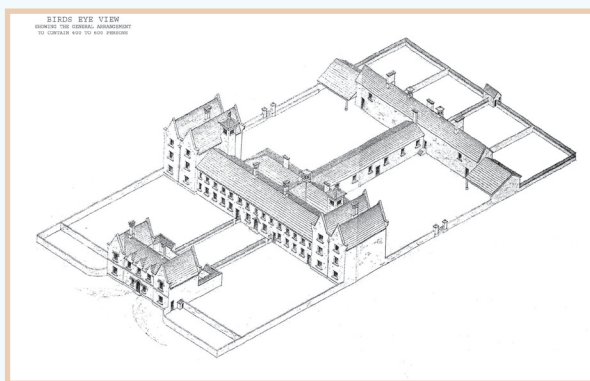 BIRDS EYE VIEW
SHOWING THE GENERAL ARRANGEMENT
TO CONTAIN 400 TO 600 PERSONS